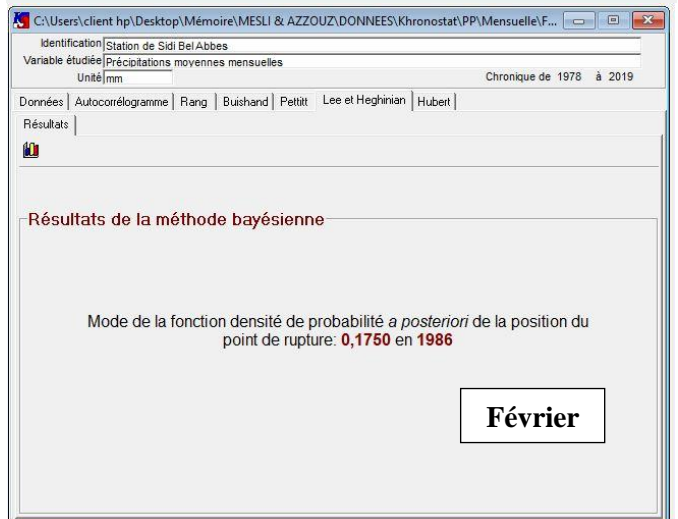 C:\Users\client hp\Desktop\Mémoire\MESLI & AZZOUZ\DONNEES\Khronostat\PP\Mensuelle\F...
Identification Station de Sidi Bel Abbes
Variable étudiée Précipitations moyennes mensuelles
Unité mm Chronique de 1978 à 2019
Données Autocorrélogramme Rang Buishand Pettitt Lee et Heghinian Hubert
Résultats
Résultats de la méthode bayésienne
Mode de la fonction densité de probabilité a posteriori de la position du
point de rupture: 0,1750 en 1986
Février